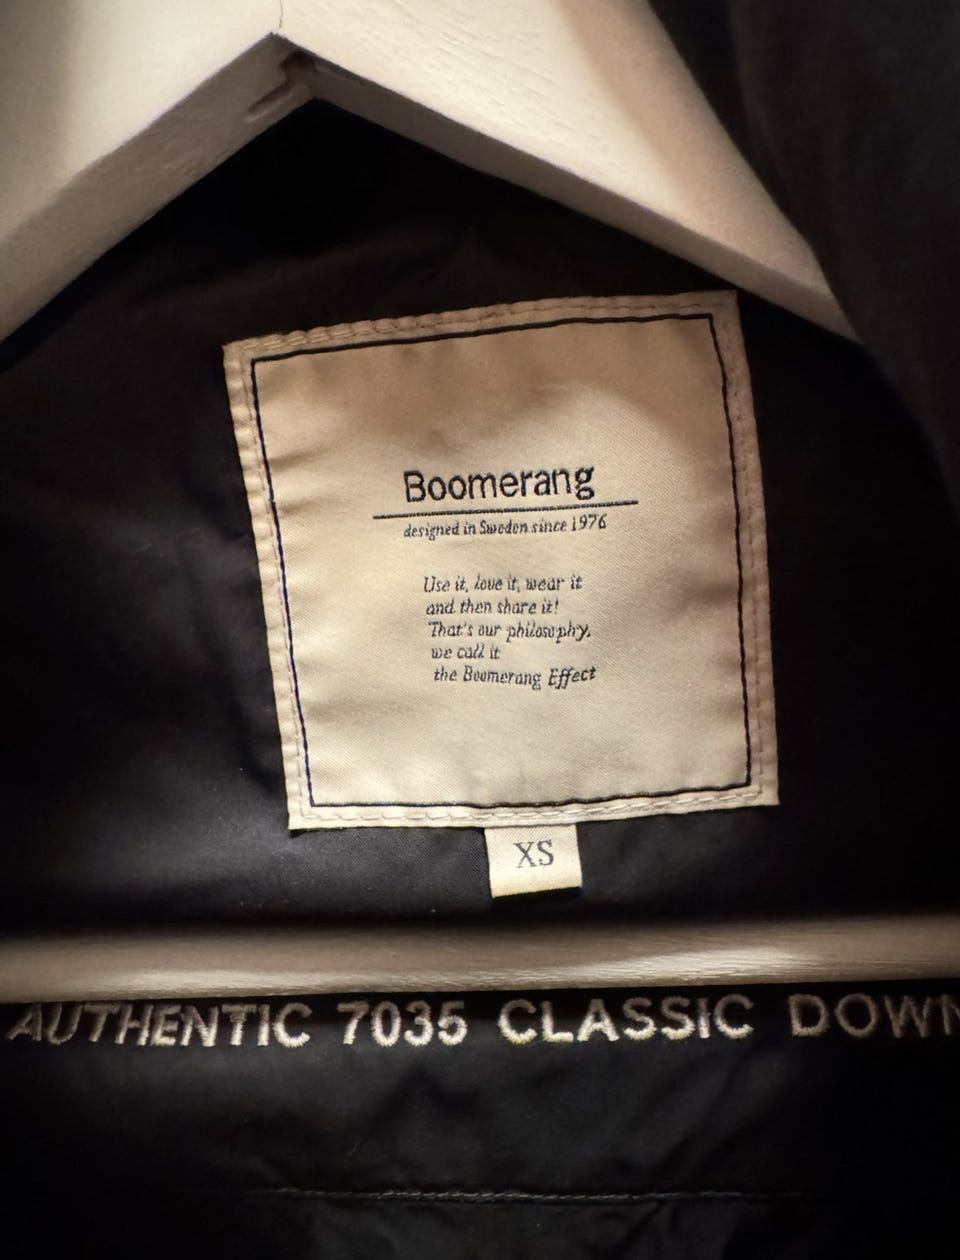 Boomerang
designed in Sweden since 1976
Use it, love it, wear it
and then share it!
That's our philosophy,
we call it
the Boomerang Effect
XS
AUTHENTIC 7035 CLASSIC DOWN